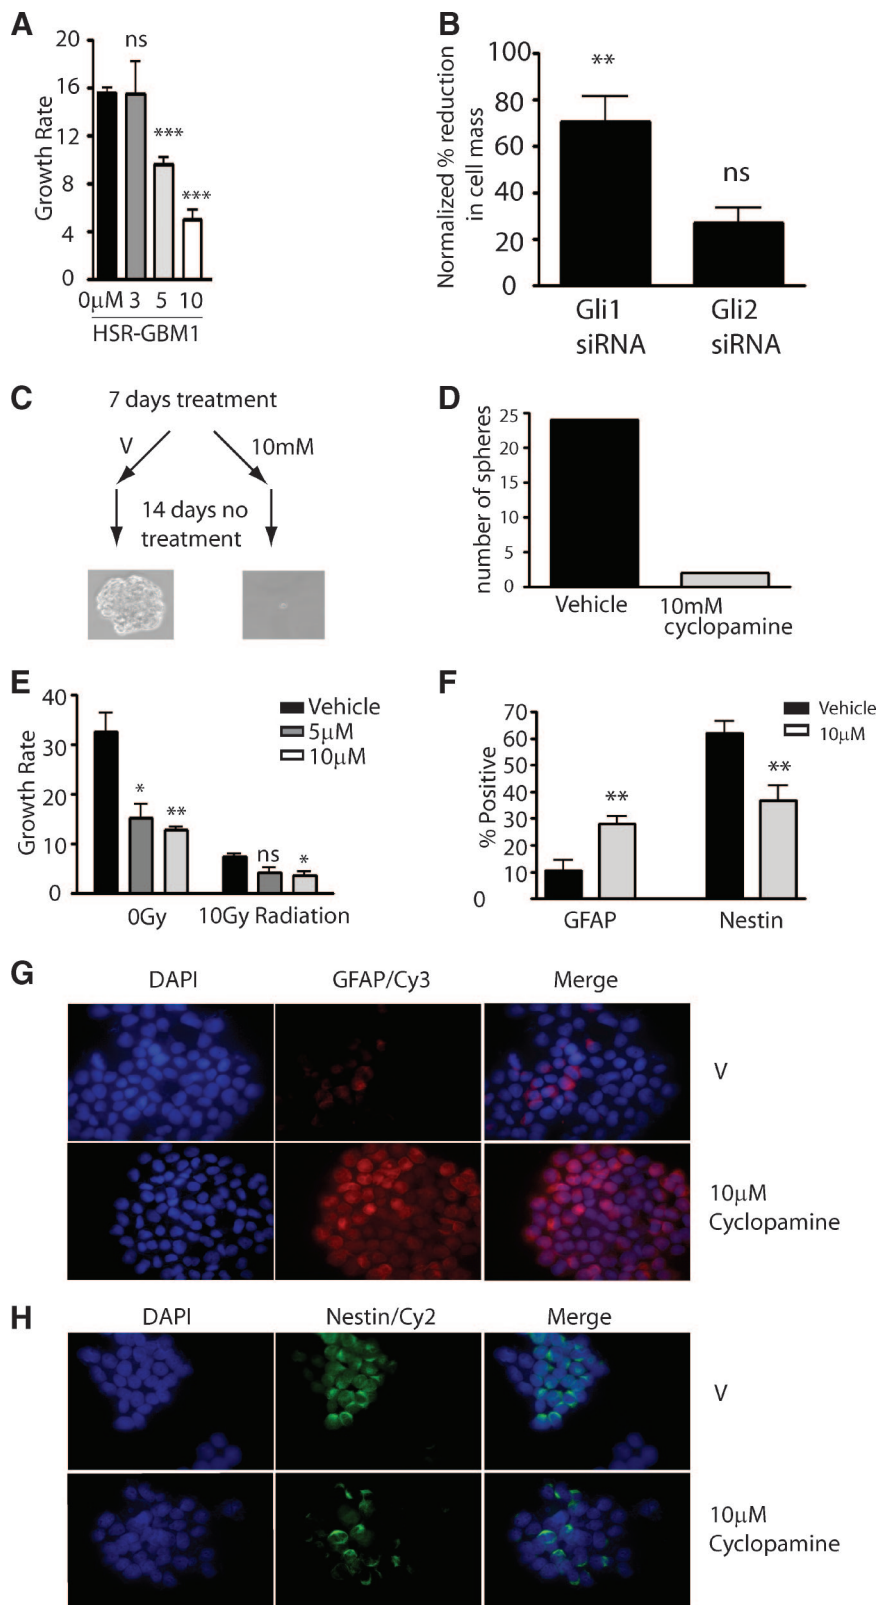 A
20
16
12
8
4
0
Growth Rate
ns
***
***
0μM 3 5 10
HSR-GBM1
B
Normalized % reduction
in cell mass
100
80
60
40
20
0
**
ns
Gli1
siRNA
Gli2
siRNA
C
7 days treatment
V
10mM
14 days no
treatment
D
number of spheres
25
20
15
10
5
0
Vehicle
10mM
cyclopamine
E
Growth Rate
40
30
20
10
0
Vehicle
5μM
10μM
*
**
ns
*
0Gy
10Gy Radiation
F
% Positive
70
60
50
40
30
20
10
0
Vehicle
10μM
**
**
GFAP
Nestin
G
DAPI
GFAP/Cy3
Merge
V
10μM
Cyclopamine
H
DAPI
Nestin/Cy2
Merge
V
10μM
Cyclopamine